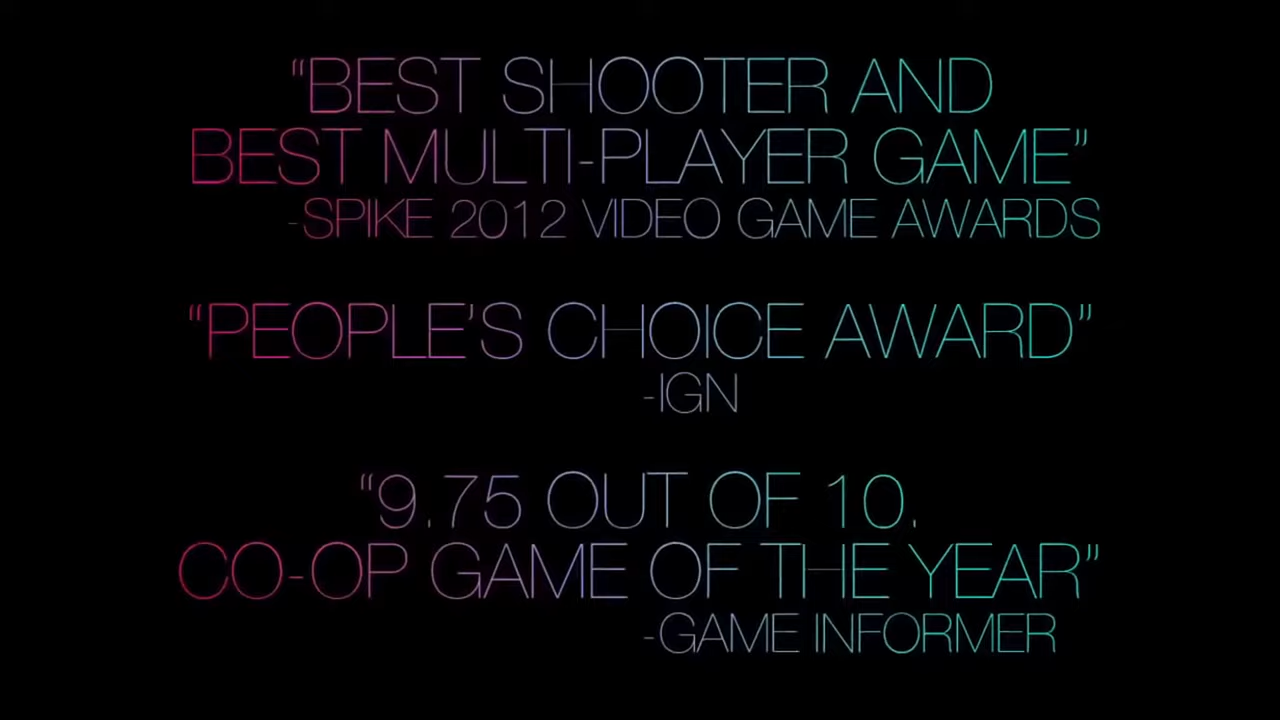 “BEST SHOOTER AND
BEST MULTI-PLAYER GAME”
-SPIKE 2012 VIDEO GAME AWARDS
“PEOPLE’S CHOICE AWARD”
-IGN
“9.75 OUT OF 10.
CO-OP GAME OF THE YEAR”
-GAME INFORMER